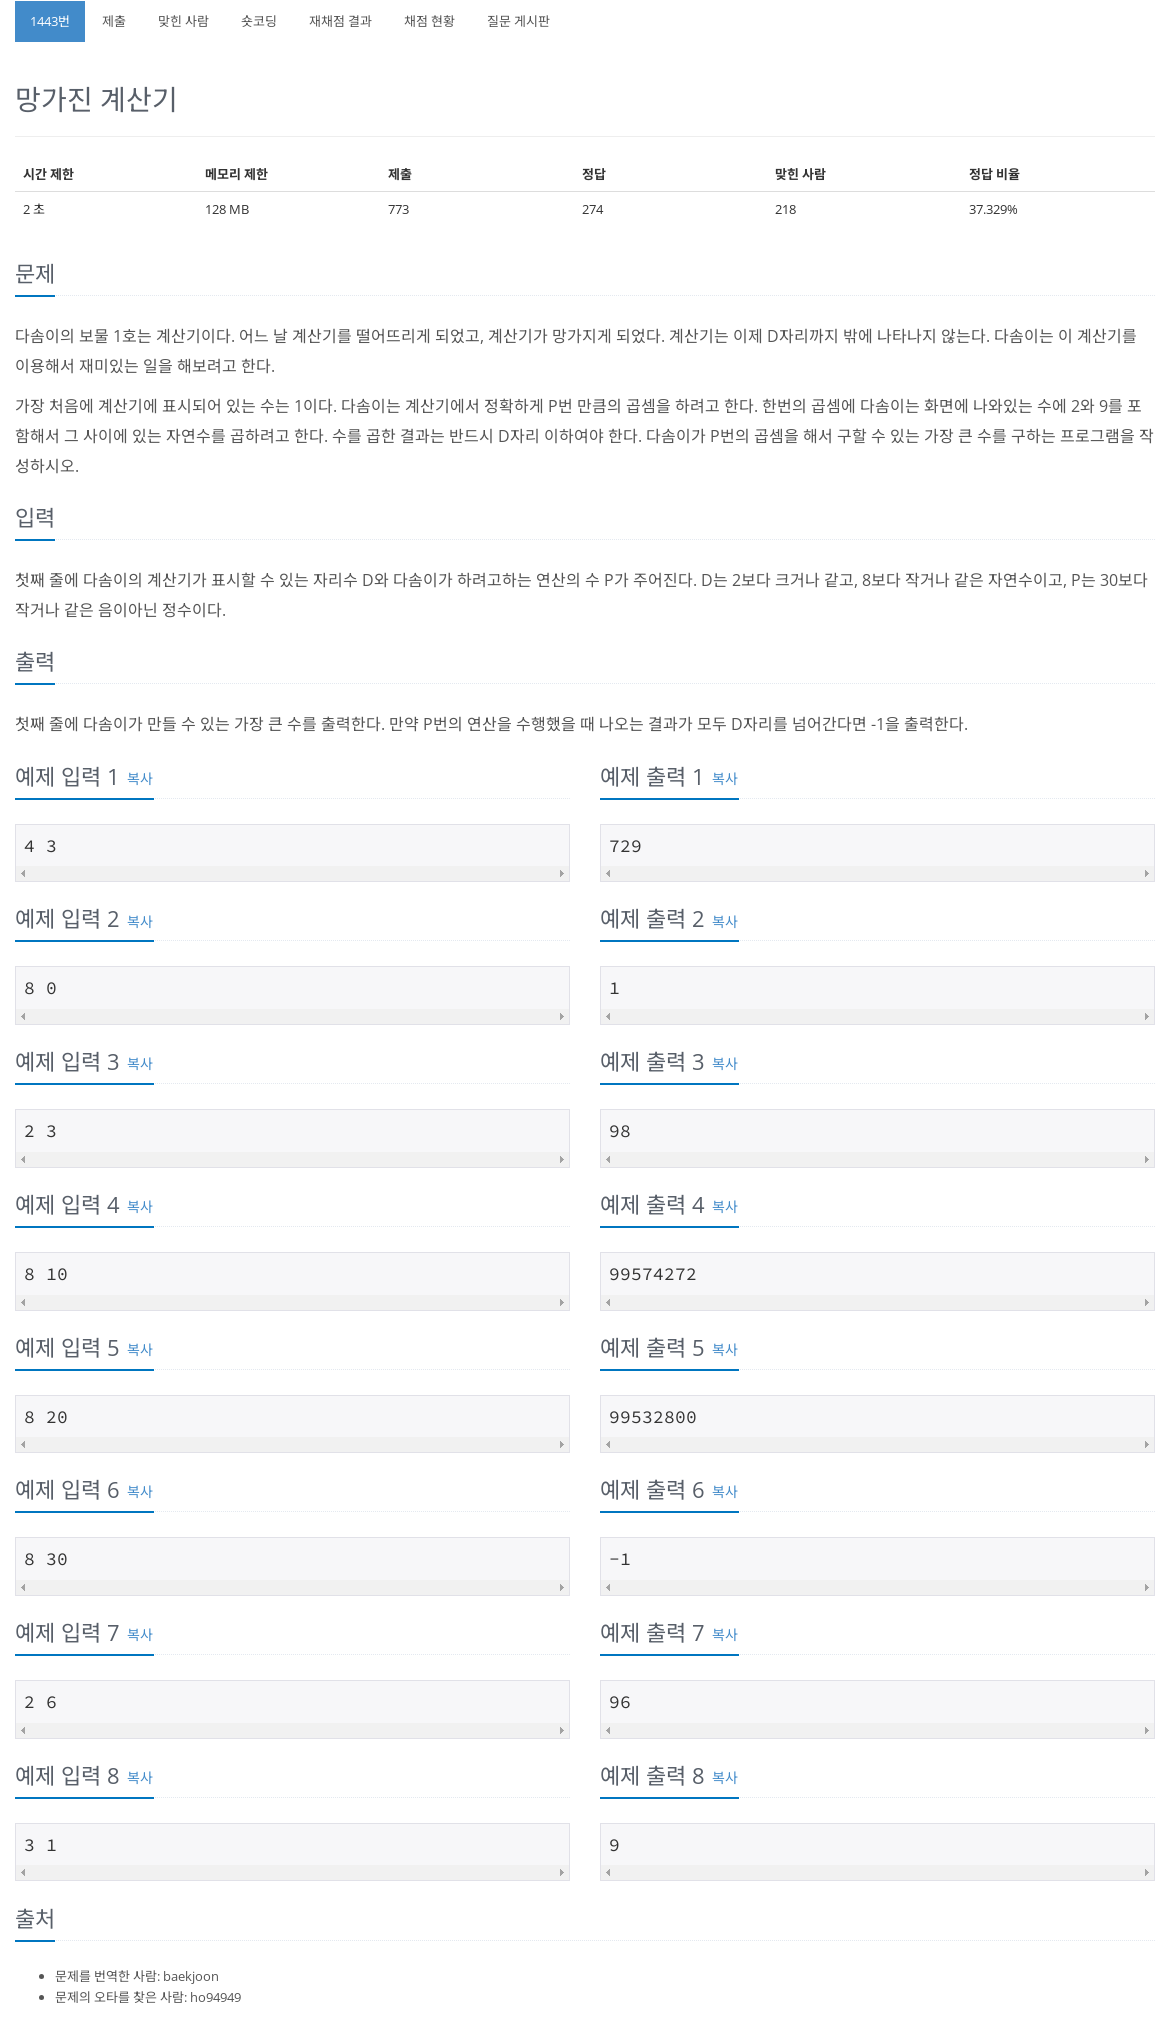 1443번 제출 맞힌 사람 숏코딩 재채점 결과 채점 현황 질문 게시판
망가진 계산기
시간 제한 메모리 제한 제출 정답 맞힌 사람 정답 비율
2 초 128 MB 773 274 218 37.329%
문제
다솜이의 보물 1호는 계산기이다. 어느 날 계산기를 떨어뜨리게 되었고, 계산기가 망가지게 되었다. 계산기는 이제 D자리까지 밖에 나타나지 않는다. 다솜이는 이 계산기를
이용해서 재미있는 일을 해보려고 한다.
가장 처음에 계산기에 표시되어 있는 수는 1이다. 다솜이는 계산기에서 정확하게 P번 만큼의 곱셈을 하려고 한다. 한번의 곱셈에 다솜이는 화면에 나와있는 수에 2와 9를 포
함해서 그 사이에 있는 자연수를 곱하려고 한다. 수를 곱한 결과는 반드시 D자리 이하여야 한다. 다솜이가 P번의 곱셈을 해서 구할 수 있는 가장 큰 수를 구하는 프로그램을 작
성하시오.
입력
첫째 줄에 다솜이의 계산기가 표시할 수 있는 자리수 D와 다솜이가 하려고하는 연산의 수 P가 주어진다. D는 2보다 크거나 같고, 8보다 작거나 같은 자연수이고, P는 30보다
작거나 같은 음이아닌 정수이다.
출력
첫째 줄에 다솜이가 만들 수 있는 가장 큰 수를 출력한다. 만약 P번의 연산을 수행했을 때 나오는 결과가 모두 D자리를 넘어간다면 -1을 출력한다.
예제 입력 1 복사 예제 출력 1 복사
4 3 729
예제 입력 2 복사 예제 출력 2 복사
8 0 1
예제 입력 3 복사 예제 출력 3 복사
2 3 98
예제 입력 4 복사 예제 출력 4 복사
8 10 99574272
예제 입력 5 복사 예제 출력 5 복사
8 20 99532800
예제 입력 6 복사 예제 출력 6 복사
8 30 -1
예제 입력 7 복사 예제 출력 7 복사
2 6 96
예제 입력 8 복사 예제 출력 8 복사
3 1 9
출처
문제를 번역한 사람: baekjoon
문제의 오타를 찾은 사람: ho94949